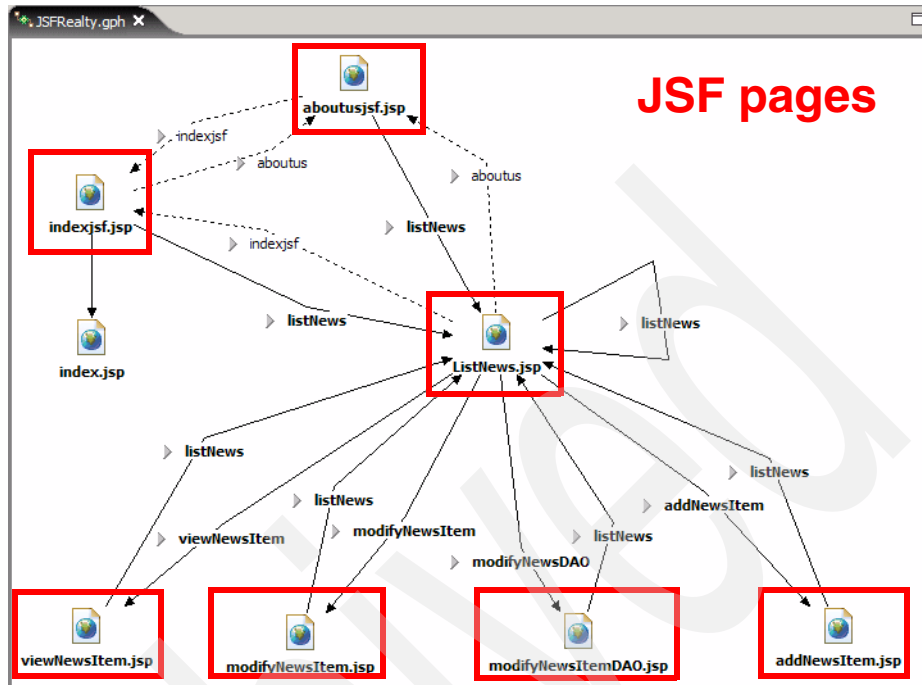 JSFRealty.gph
JSF pages
aboutusjsf.jsp
indexjsf
aboutus
aboutus
indexjsf.jsp
listNews
indexjsf
listNews
listNews
index.jsp
ListNews.jsp
listNews
listNews
listNews
addNewsItem
viewNewsItem
modifyNewsItem
listNews
modifyNewsDAO
viewNewsItem.jsp
modifyNewsItem.jsp
modifyNewsItemDAO.jsp
addNewsItem.jsp